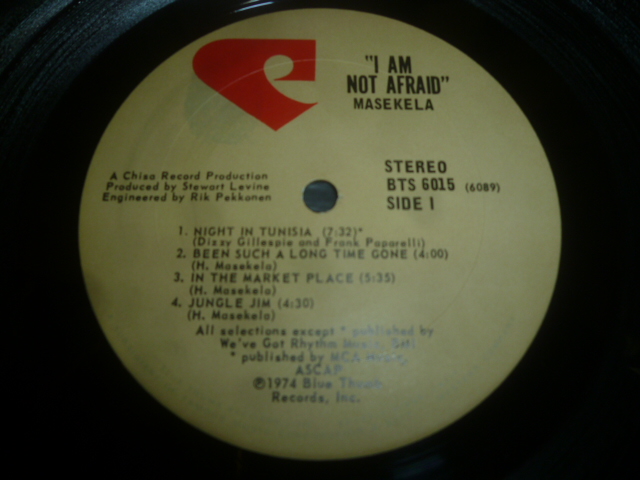 "I AM
NOT AFRAID"
MASEKELA
A Chisa Record Production
Produced by Stewart Levine
Engineered by Rik Pekkonen
STEREO
BTS 6015 (6089)
SIDE 1
1. NIGHT IN TUNISIA (7:32)*
(Dizzy Gillespie and Frank Paparelli)
2. BEEN SUCH A LONG TIME GONE (4:00)
(H. Masekela)
3. IN THE MARKET PLACE (5:35)
(H. Masekela)
4. JUNGLE JIM (4:30)
(H. Masekela)
All selections except * published by
We've Got Rhythm Music, BMI
* published by MCA Music,
ASCAP
℗1974 Blue Thumb
Records, Inc.